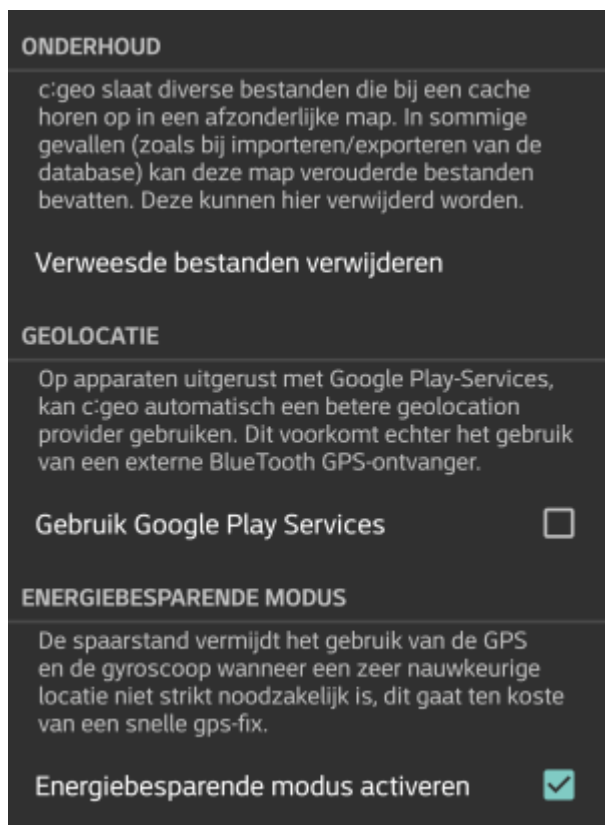 ONDERHOUD
c:geo slaat diverse bestanden die bij een cache
horen op in een afzonderlijke map. In sommige
gevallen (zoals bij importeren/exporteren van de
database) kan deze map verouderde bestanden
bevatten. Deze kunnen hier verwijderd worden.
Verweesde bestanden verwijderen
GEOLOCATIE
Op apparaten uitgerust met Google Play-Services,
kan c:geo automatisch een betere geolocation
provider gebruiken. Dit voorkomt echter het gebruik
van een externe BlueTooth GPS-ontvanger.
Gebruik Google Play Services
ENERGIEBESPARENDE MODUS
De spaarstand vermijdt het gebruik van de GPS
en de gyroscoop wanneer een zeer nauwkeurige
locatie niet strikt noodzakelijk is, dit gaat ten koste
van een snelle gps-fix.
Energiebesparende modus activeren